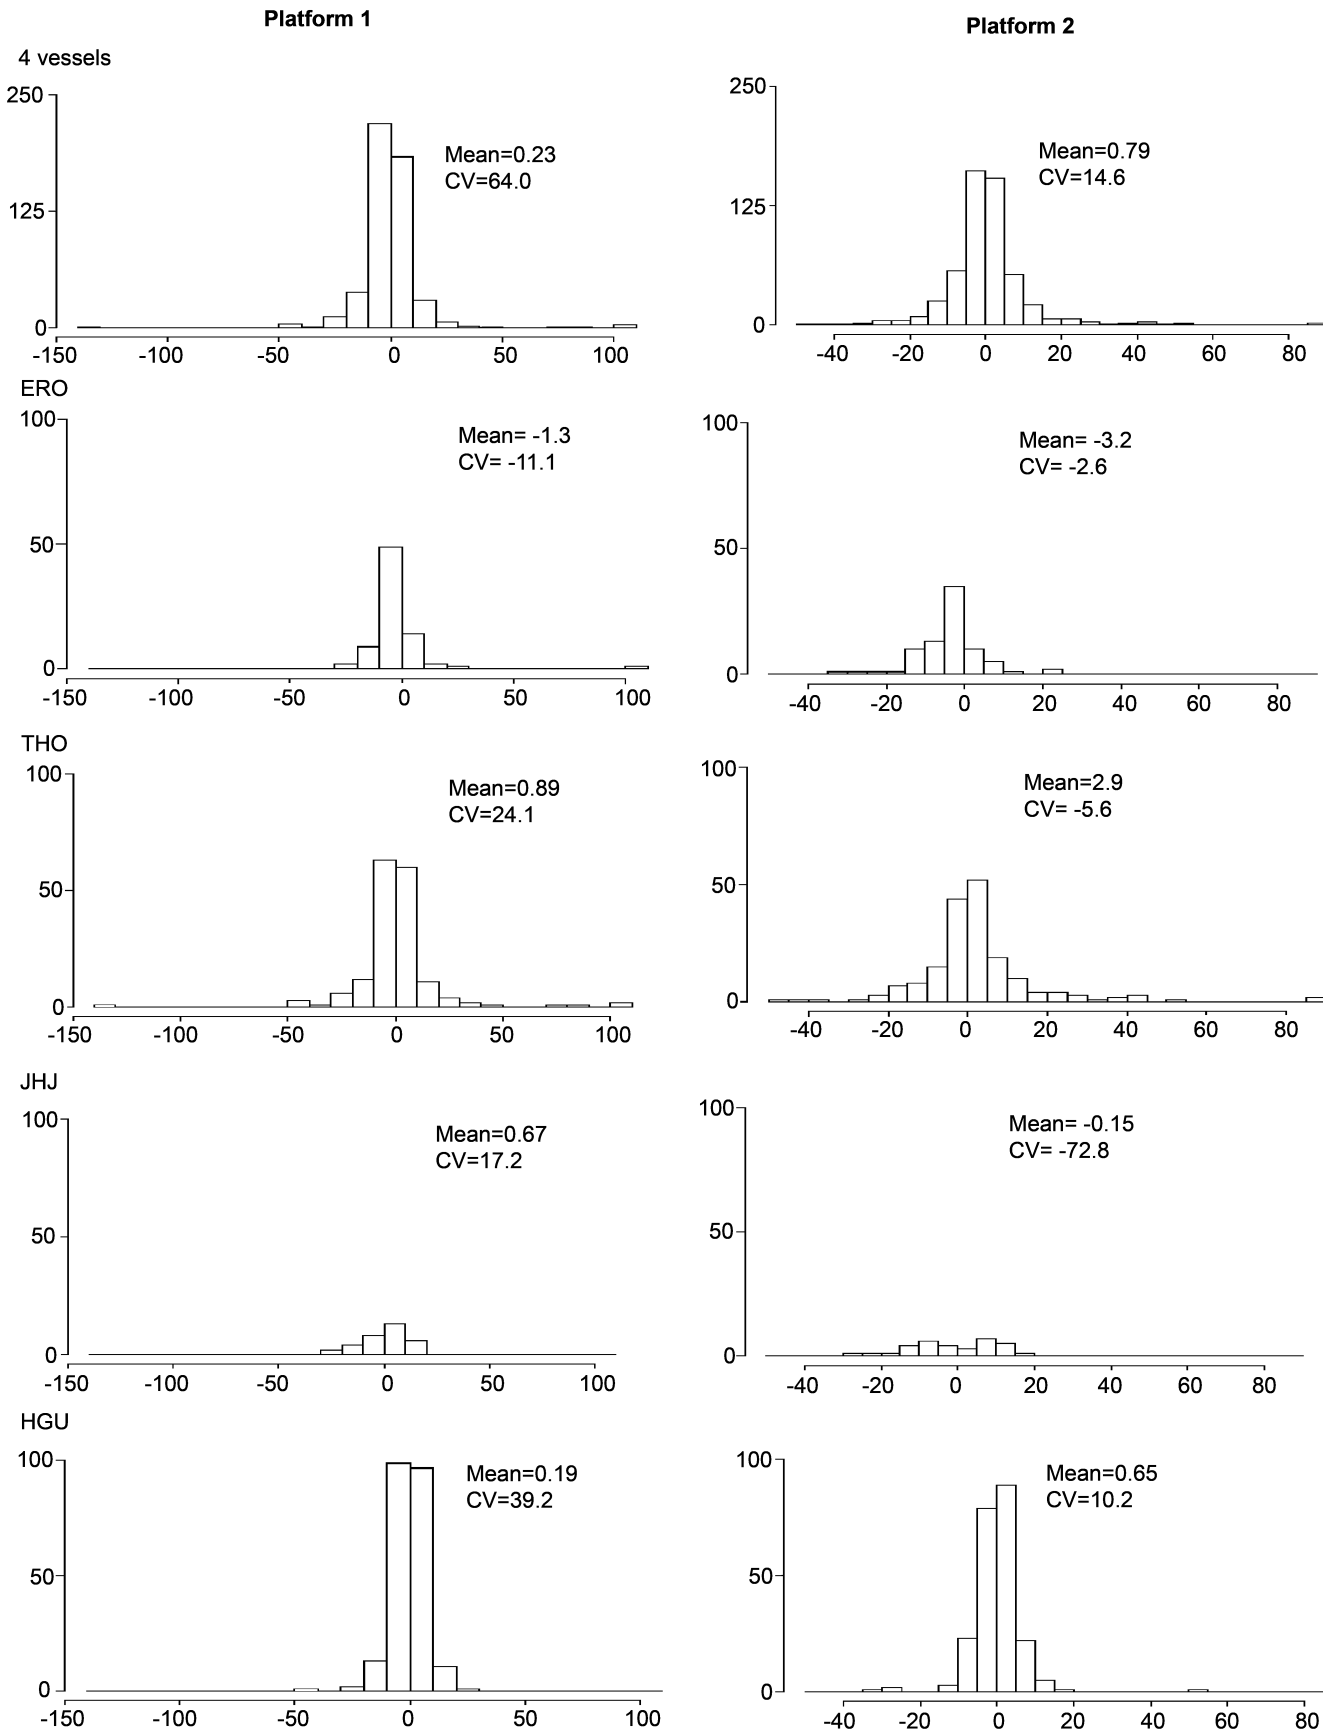 Platform 1
Platform 2
4 vessels
250
125
0
-150 -100 -50 0 50 100
Mean=0.23
CV=64.0
250
125
0
-40 -20 0 20 40 60 80
Mean=0.79
CV=14.6
ERO
100
50
0
-150 -100 -50 0 50 100
Mean= -1.3
CV= -11.1
100
50
0
-40 -20 0 20 40 60 80
Mean= -3.2
CV= -2.6
THO
100
50
0
-150 -100 -50 0 50 100
Mean=0.89
CV=24.1
100
50
0
-40 -20 0 20 40 60 80
Mean=2.9
CV= -5.6
JHJ
100
50
0
-150 -100 -50 0 50 100
Mean=0.67
CV=17.2
100
50
0
-40 -20 0 20 40 60 80
Mean= -0.15
CV= -72.8
HGU
100
50
0
-150 -100 -50 0 50 100
Mean=0.19
CV=39.2
100
50
0
-40 -20 0 20 40 60 80
Mean=0.65
CV=10.2